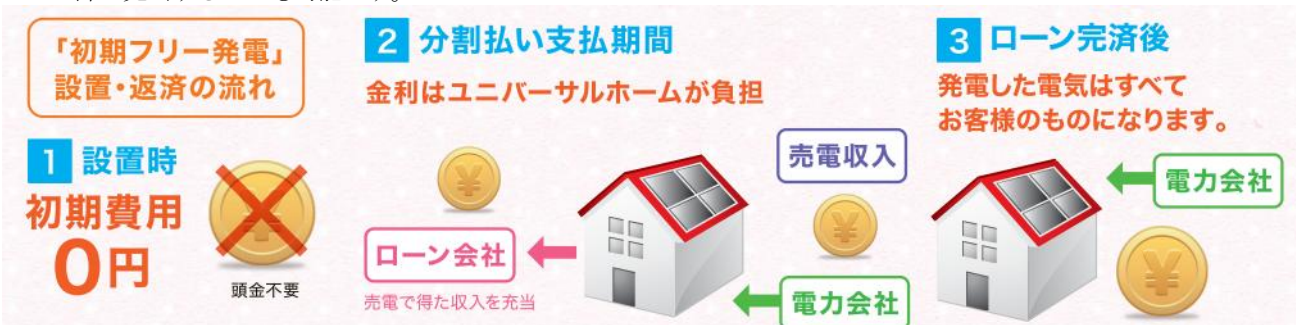 「初期フリー発電」
設置・返済の流れ
1 設置時
初期費用
0円
頭金不要
2 分割払い支払期間
金利はユニバーサルホームが負担
売電収入
ローン会社
売電で得た収入を充当
電力会社
3 ローン完済後
発電した電気はすべて
お客様のものになります。
電力会社